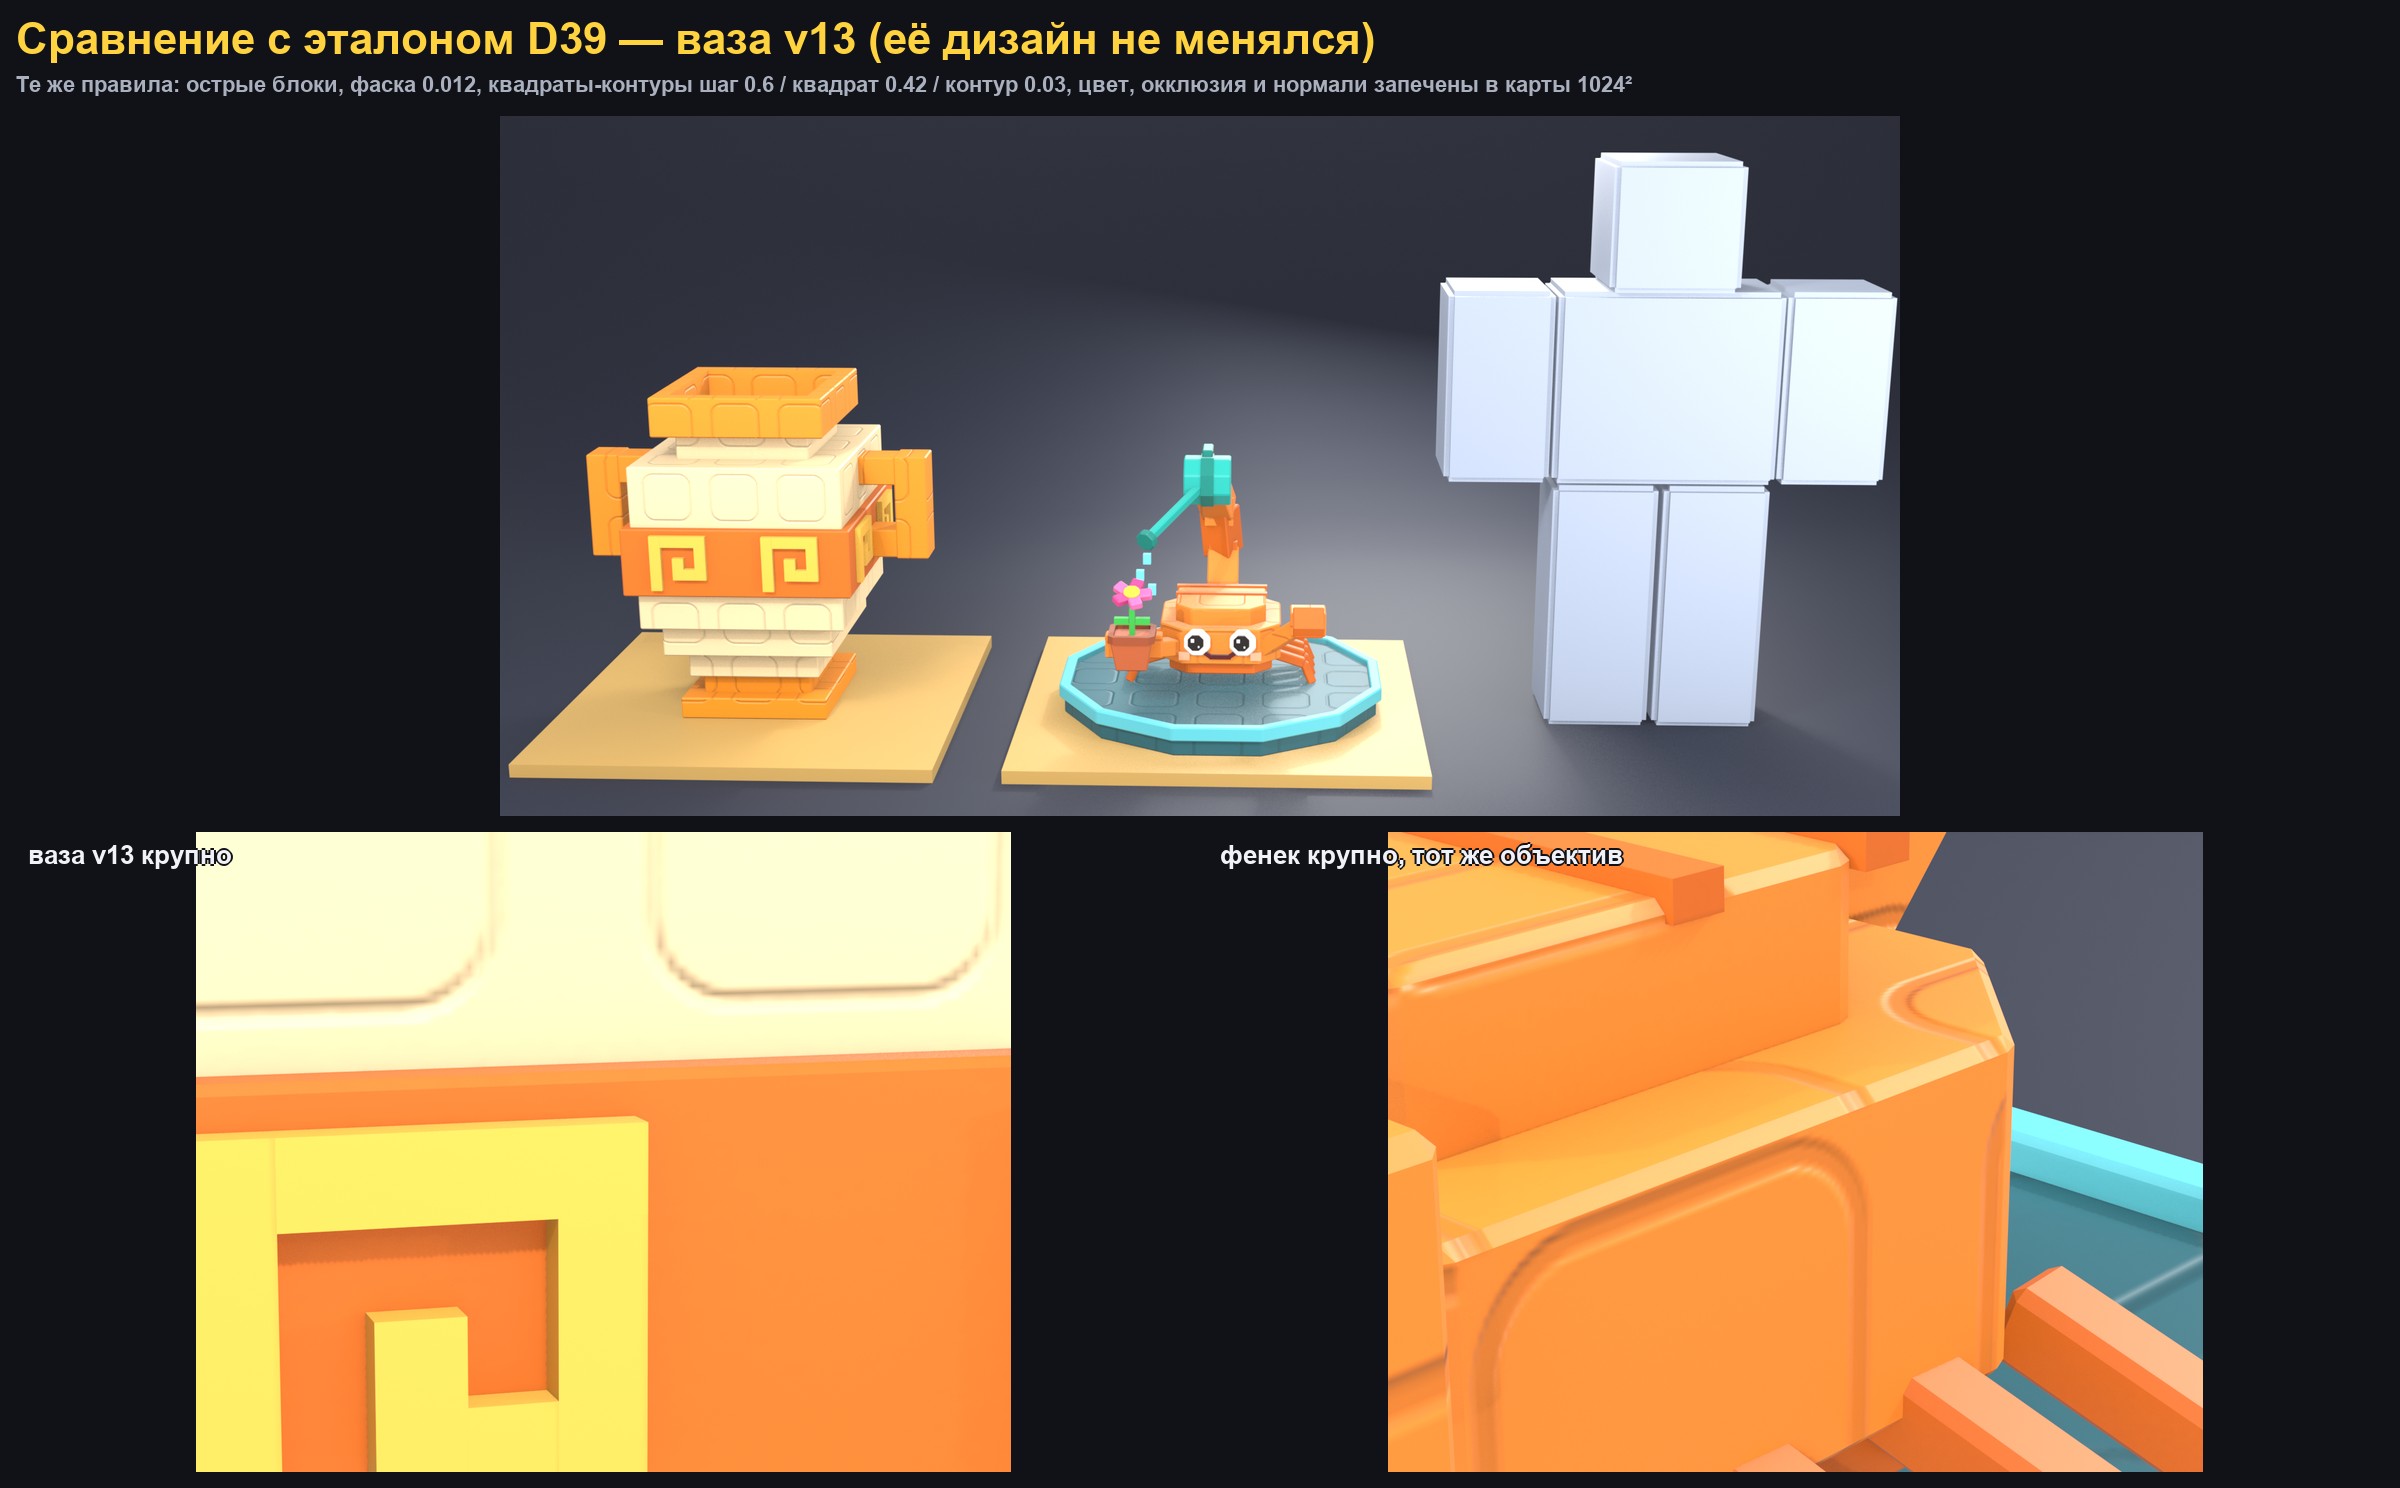 Сравнение с эталоном D39 — ваза v13 (её дизайн не менялся)
Те же правила: острые блоки, фаска 0.012, квадраты-контуры шаг 0.6 / квадрат 0.42 / контур 0.03, цвет, окклюзия и нормали запечены в карты 1024²
ваза v13 крупно
фенек крупно, тот же объектив